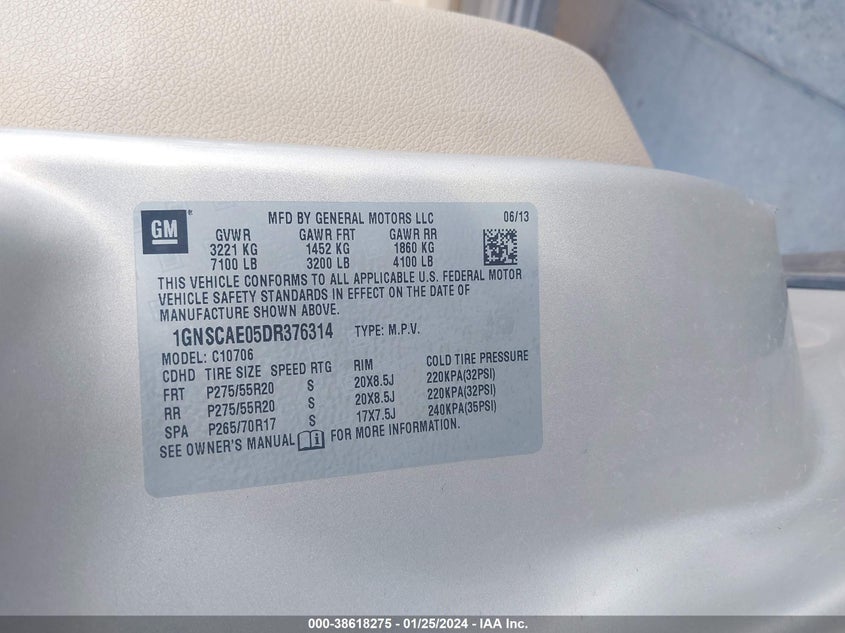 GM
MFD BY GENERAL MOTORS LLC 06/13
GVWR GAWR FRT GAWR RR
3221 KG 1452 KG 1860 KG
7100 LB 3200 LB 4100 LB
THIS VEHICLE CONFORMS TO ALL APPLICABLE U.S. FEDERAL MOTOR
VEHICLE SAFETY STANDARDS IN EFFECT ON THE DATE OF
MANUFACTURE SHOWN ABOVE.
1GNSCAE05DR376314 TYPE: M.P.V.
MODEL: C10706
CDHD TIRE SIZE SPEED RTG RIM COLD TIRE PRESSURE
FRT P275/55R20 S 20X8.5J 220KPA(32PSI)
RR P275/55R20 S 20X8.5J 220KPA(32PSI)
SPA P265/70R17 S 17X7.5J 240KPA(35PSI)
SEE OWNER'S MANUAL FOR MORE INFORMATION.
000-38618275 - 01/25/2024 - IAA Inc.